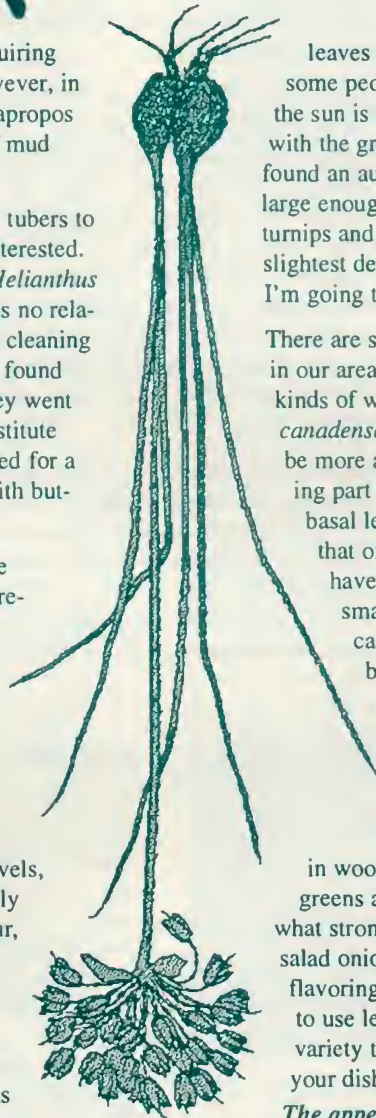 uiring
vever, in
apropos
mud
tubers to
terested.
Helianthus
s no rela-
cleaning
found
ey went
stitute
ed for a
ith but-
e
re-
vels,
ly
ur,
s
leaves
some peo
the sun is
with the gr
found an au
large enoug
turnips and
slightest de
I'm going t
There are s
in our area
kinds of w
canadense
be more a
ing part
basal le
that o
have
sma
ca
b
in woo
greens a
what stron
salad onio
flavoring
to use le
variety t
your dish
The appe